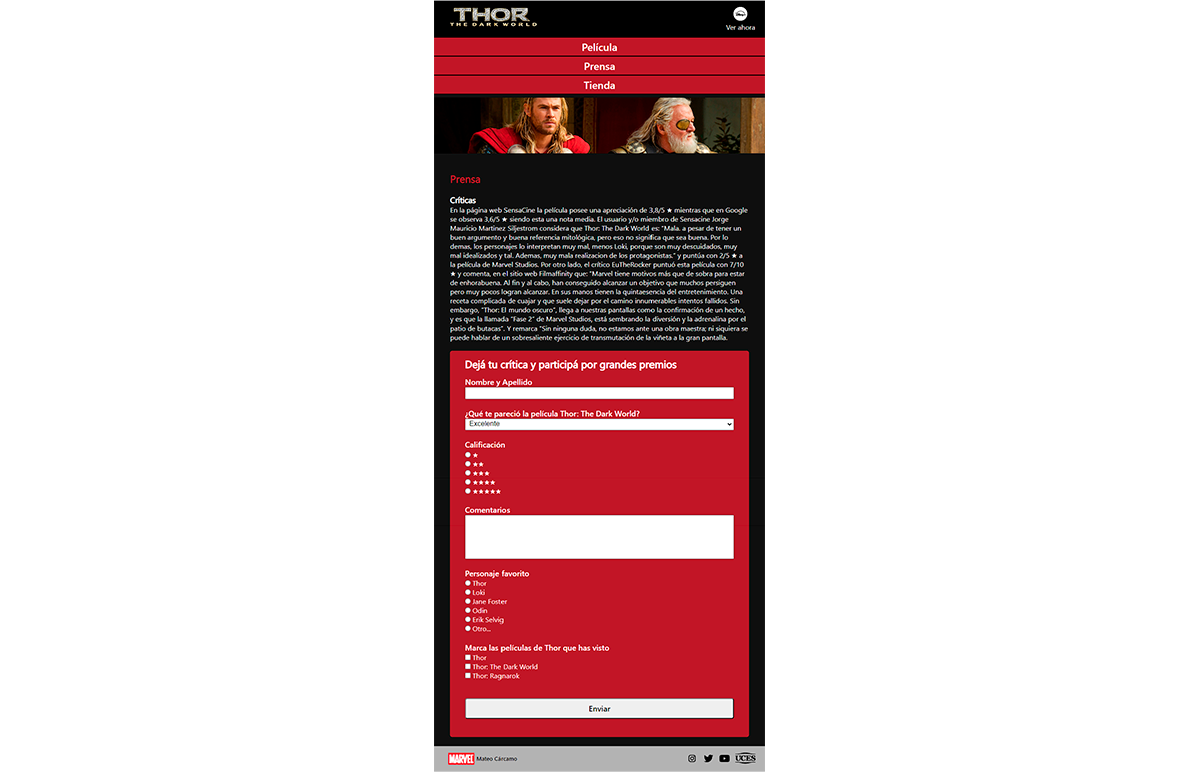 THOR
THE DARK WORLD
Ver ahora
Película
Prensa
Tienda
Prensa
Críticas
En la página web SensaCine la película posee una apreciación de 3,8/5 ★ mientras que en Google
se observa 3,6/5 ★ siendo esta una nota media. El usuario y/o miembro de Sensacine Jorge
Mauricio Martinez Siljestrom considera que Thor: The Dark World es: "Mala. a pesar de tener un
buen argumento y buena referencia mitológica, pero eso no significa que sea buena. Por lo
demas, los personajes lo interpretan muy mal, menos Loki, porque son muy descuidados, muy
mal idealizados y tal. Ademas, muy mala realizacion de los protagonistas." y puntúa con 2/5 ★ a
la película de Marvel Studios. Por otro lado, el crítico EuTheRocker puntuó esta película con 7/10
★ y comenta, en el sitio web Filmaffinity que: "Marvel tiene motivos más que de sobra para estar
de enhorabuena. Al fin y al cabo, han conseguido alcanzar un objetivo que muchos persiguen
pero muy pocos logran alcanzar. En sus manos tienen la quintaesencia del entretenimiento. Una
receta complicada de cuajar y que suele dejar por el camino innumerables intentos fallidos. Sin
embargo, "Thor: El mundo oscuro", llega a nuestras pantallas como la confirmación de un hecho,
y es que la llamada "Fase 2" de Marvel Studios, está sembrando la diversión y la adrenalina por el
patio de butacas". Y remarca "Sin ninguna duda, no estamos ante una obra maestra; ni siquiera se
puede hablar de un sobresaliente ejercicio de transmutación de la viñeta a la gran pantalla.
Dejá tu crítica y participá por grandes premios
Nombre y Apellido
¿Qué te pareció la película Thor: The Dark World?
Excelente
Calificación
★
★★
★★★
★★★★
★★★★★
Comentarios
Personaje favorito
Thor
Loki
Jane Foster
Odin
Erik Selvig
Otro...
Marca las películas de Thor que has visto
Thor
Thor: The Dark World
Thor: Ragnarok
Enviar
MARVEL Mateo Cárcamo
UCES